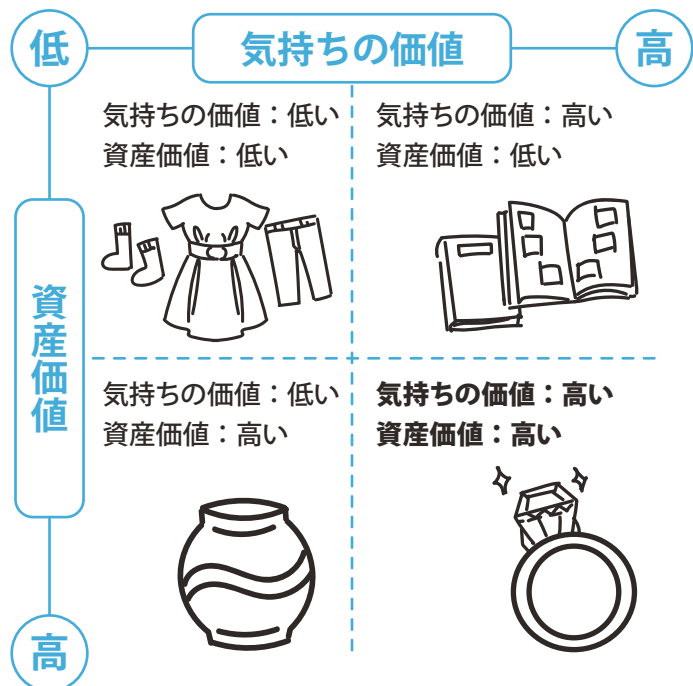 低
気持ちの価値
高
気持ちの価値：低い
資産価値：低い
気持ちの価値：高い
資産価値：低い
資産価値
気持ちの価値：低い
資産価値：高い
気持ちの価値：高い
資産価値：高い
高